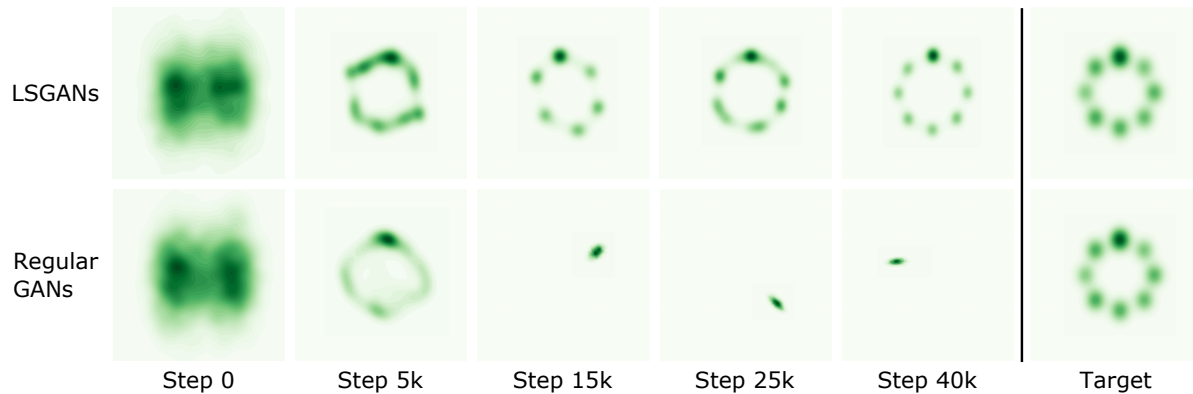 LSGANs
Regular
GANs
Step 0
Step 5k
Step 15k
Step 25k
Step 40k
Target